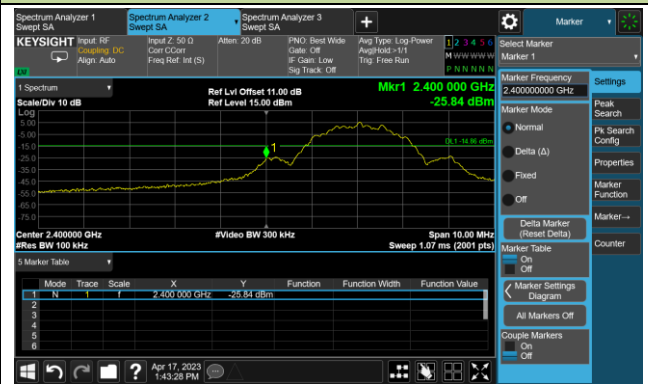 Spectrum Analyzer 1
Swept SA
Spectrum Analyzer 2
Swept SA
Spectrum Analyzer 3
Swept SA
+
Marker
KEYSIGHT
Input: RF
Coupling: DC
Align: Auto
Input Z: 50 Ω
Corr CCorr
Freq Ref: Int (S)
Atten: 20 dB
PNO: Best Wide
Gate: Off
IF Gain: Low
Sig Track: Off
Avg Type: Log-Power
Avg|Hold:>1/1
Trig: Free Run
1 2 3 4 5 6
M W W W W W
P N N N N N
Select Marker
Marker 1
LXI
1 Spectrum
Scale/Div 10 dB
Log
Ref Lvl Offset 11.00 dB
Ref Level 15.00 dBm
Mkr1 2.400 000 GHz
-25.84 dBm
5.00
-5.00
-15.0
-25.0
-35.0
-45.0
-55.0
-65.0
-75.0
1
DL1 -14.86 dBm
Center 2.400000 GHz
#Res BW 100 kHz
#Video BW 300 kHz
Span 10.00 MHz
Sweep 1.07 ms (2001 pts)
5 Marker Table
Mode Trace Scale X Y Function Function Width Function Value
1 N 1 f 2.400 000 GHz -25.84 dBm
2
3
4
5
6
Marker Frequency
2.400000000 GHz
Marker Mode
Normal
Delta (Δ)
Fixed
Off
Delta Marker
(Reset Delta)
Marker Table
On
Off
Marker Settings
Diagram
All Markers Off
Couple Markers
On
Off
Settings
Peak
Search
Pk Search
Config
Properties
Marker
Function
Marker→
Counter
?
Apr 17, 2023
1:43:28 PM